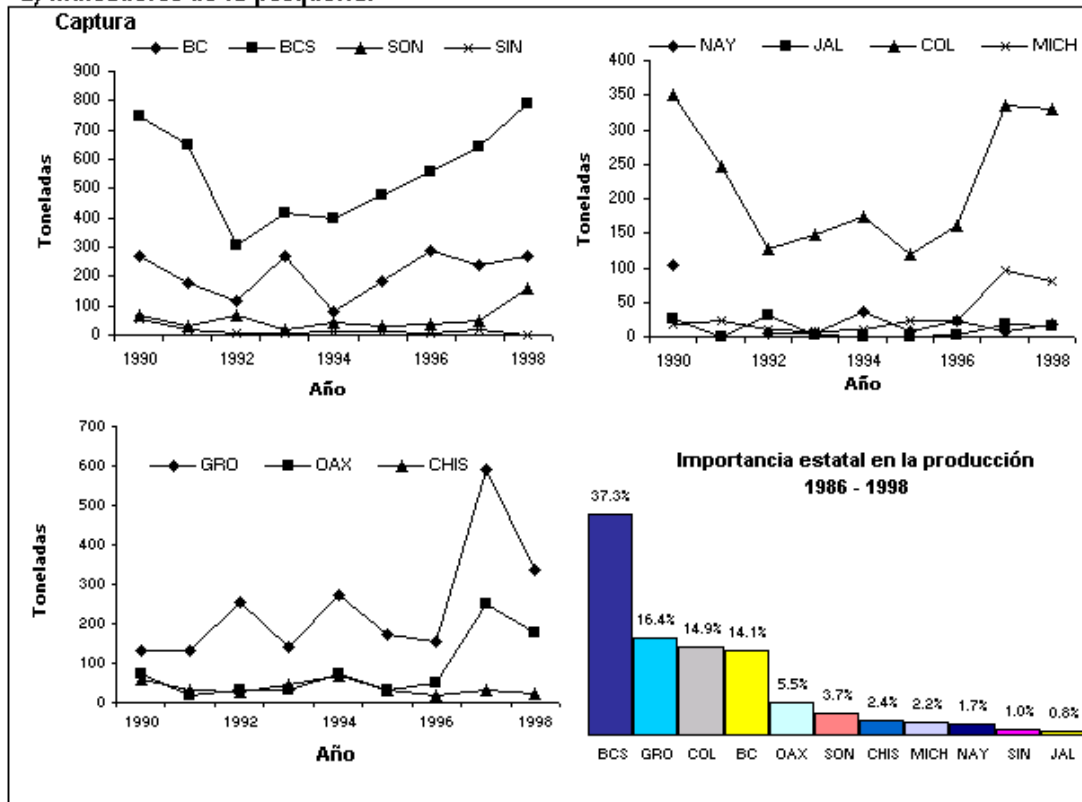 Captura
BC BCS SON SIN
900
800
700
600
500
400
300
200
100
0
Toneladas
1990 1992 1994 1996 1998
Año
NAY JAL COL MICH
400
350
300
250
200
150
100
50
0
Toneladas
1990 1992 1994 1996 1998
Año
GRO OAX CHIS
700
600
500
400
300
200
100
0
Toneladas
1990 1992 1994 1996 1998
Año
Importancia estatal en la producción
1986 - 1998
37.3% 16.4% 14.9% 14.1% 5.5% 3.7% 2.4% 2.2% 1.7% 1.0% 0.8%
BCS GRO COL BC OAX SON CHIS MICH NAY SIN JAL